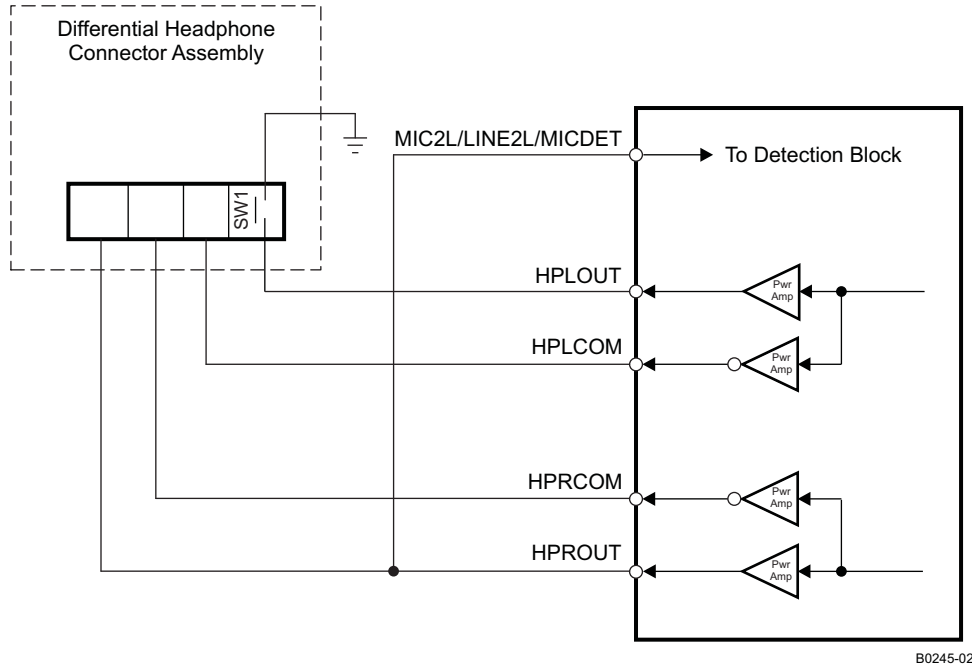 Differential Headphone
Connector Assembly
MIC2L/LINE2L/MICDET
To Detection Block
SW1
HPLOUT
Pwr
Amp
HPLCOM
Pwr
Amp
HPRCOM
Pwr
Amp
HPROUT
Pwr
Amp
B0245-02